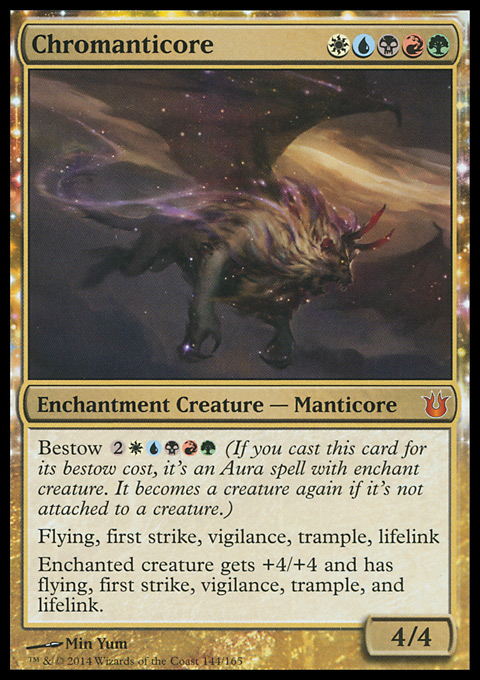 Chromanticore
Enchantment Creature — Manticore
Bestow 2 (If you cast this card for
its bestow cost, it's an Aura spell with enchant
creature. It becomes a creature again if it's not
attached to a creature.)
Flying, first strike, vigilance, trample, lifelink
Enchanted creature gets +4/+4 and has
flying, first strike, vigilance, trample, and
lifelink.
4/4
Min Yum
™ & © 2014 Wizards of the Coast 144/165